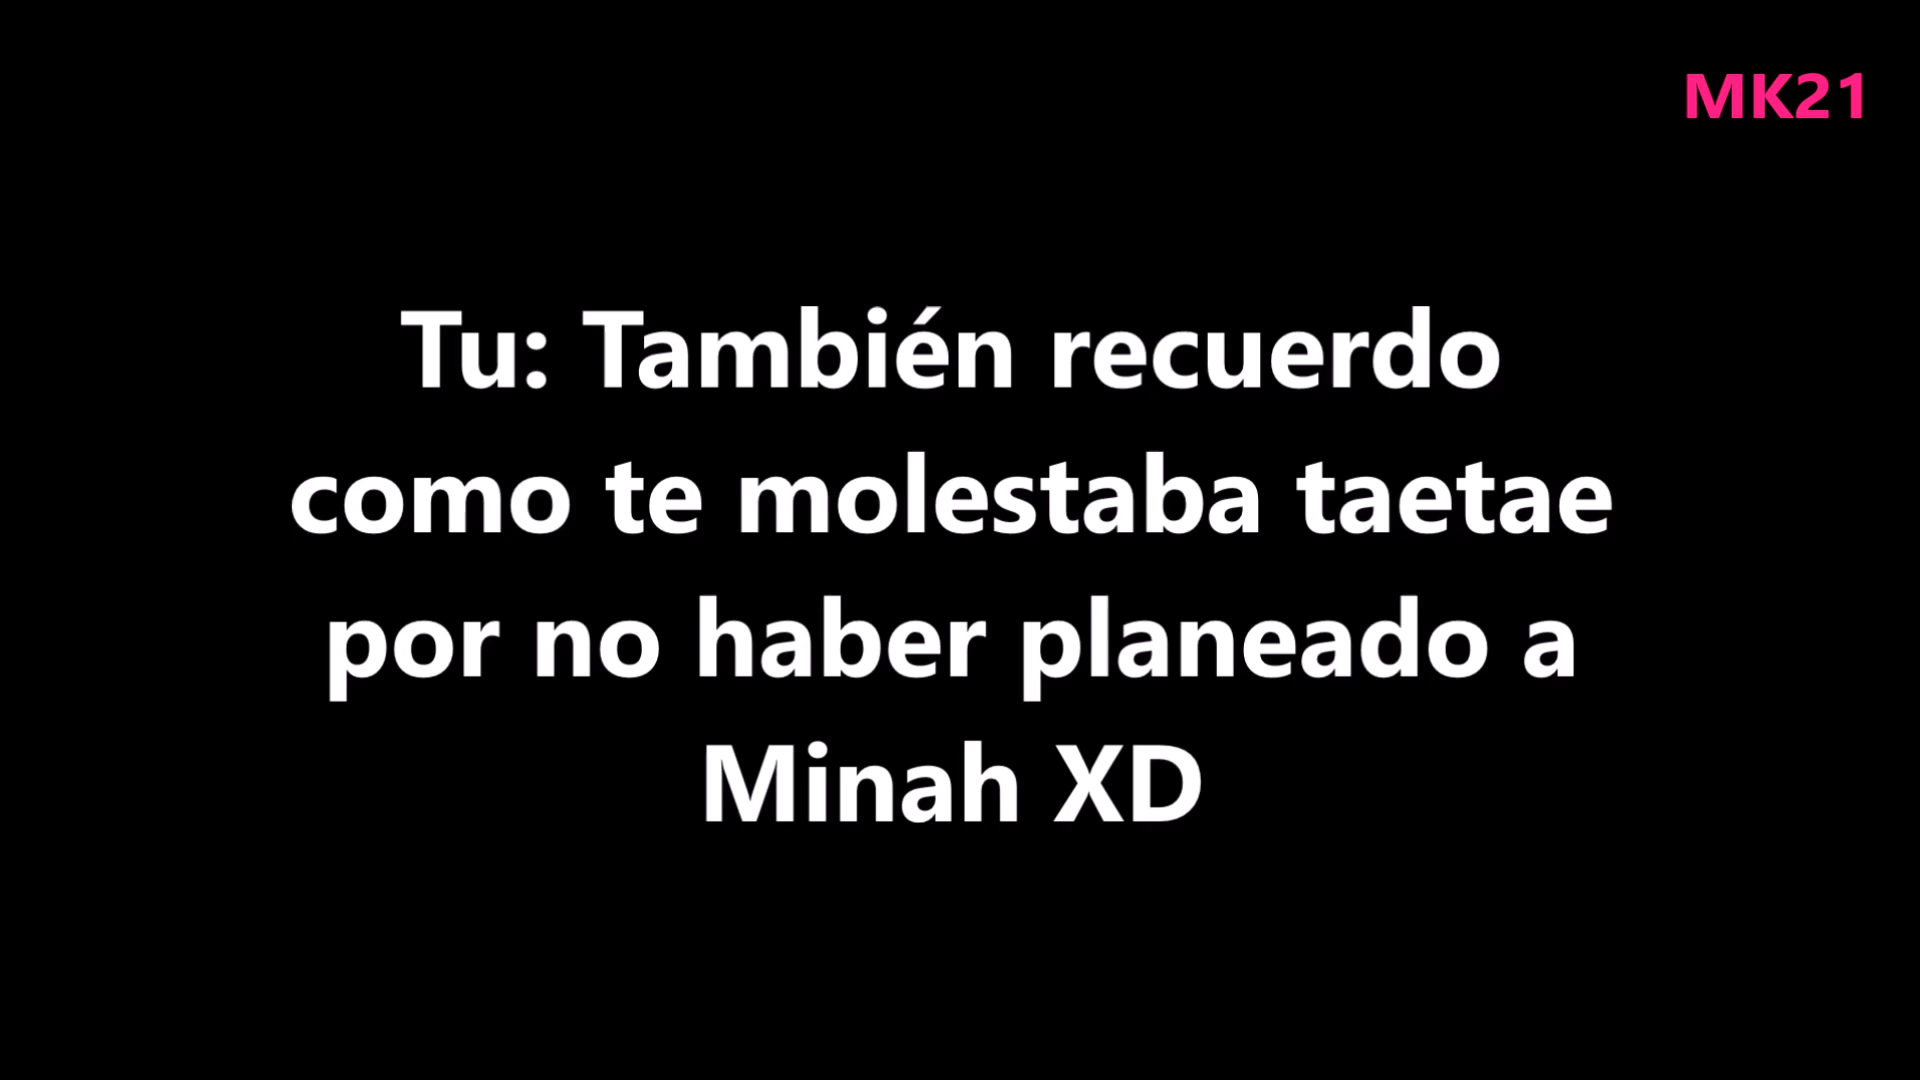 MK21
Tu: También recuerdo
como te molestaba taetae
por no haber planeado a
Minah XD